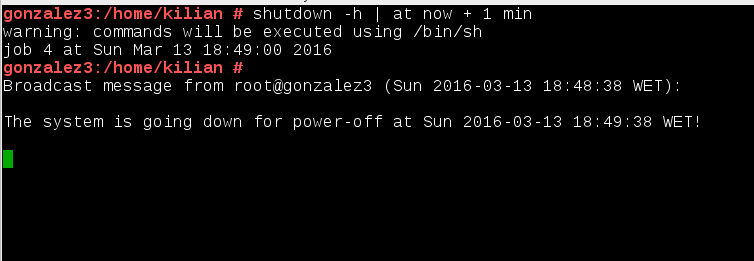 gonzalez3:/home/kilian # shutdown -h | at now + 1 min
warning: commands will be executed using /bin/sh
job 4 at Sun Mar 13 18:49:00 2016
gonzalez3:/home/kilian #
Broadcast message from root@gonzalez3 (Sun 2016-03-13 18:48:38 WET):
The system is going down for power-off at Sun 2016-03-13 18:49:38 WET!